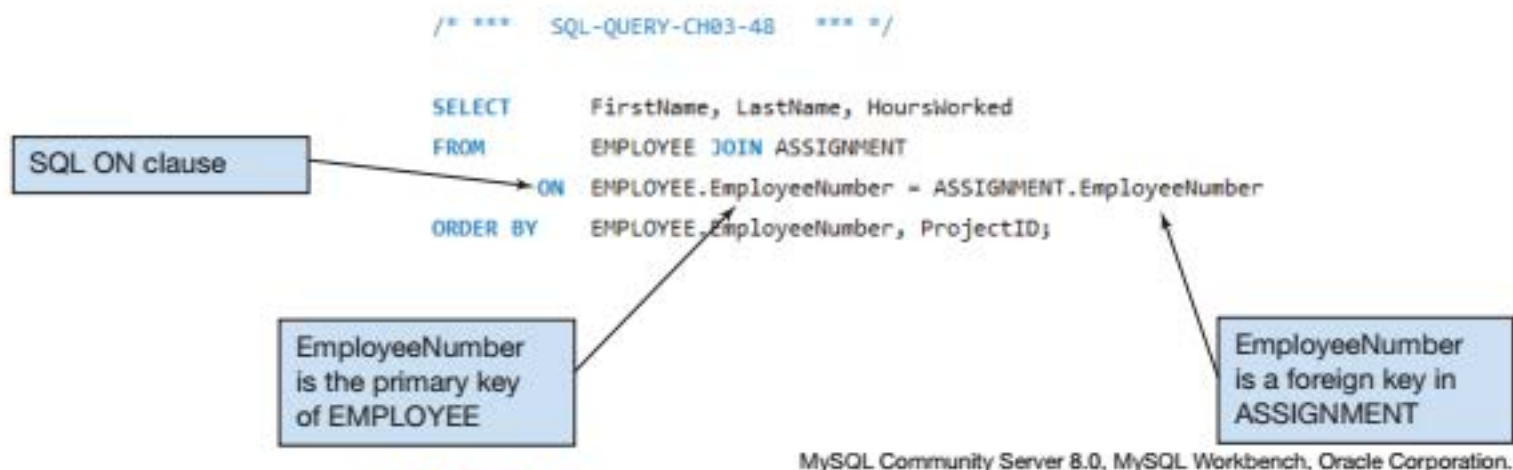 /* *** SQL-QUERY-CH03-48 *** */
SELECT FirstName, LastName, HoursWorked
FROM EMPLOYEE JOIN ASSIGNMENT
ON EMPLOYEE.EmployeeNumber = ASSIGNMENT.EmployeeNumber
ORDER BY EMPLOYEE.EmployeeNumber, ProjectID;
SQL ON clause
EmployeeNumber
is the primary key
of EMPLOYEE
EmployeeNumber
is a foreign key in
ASSIGNMENT
MySQL Community Server 8.0, MySQL Workbench, Oracle Corporation.